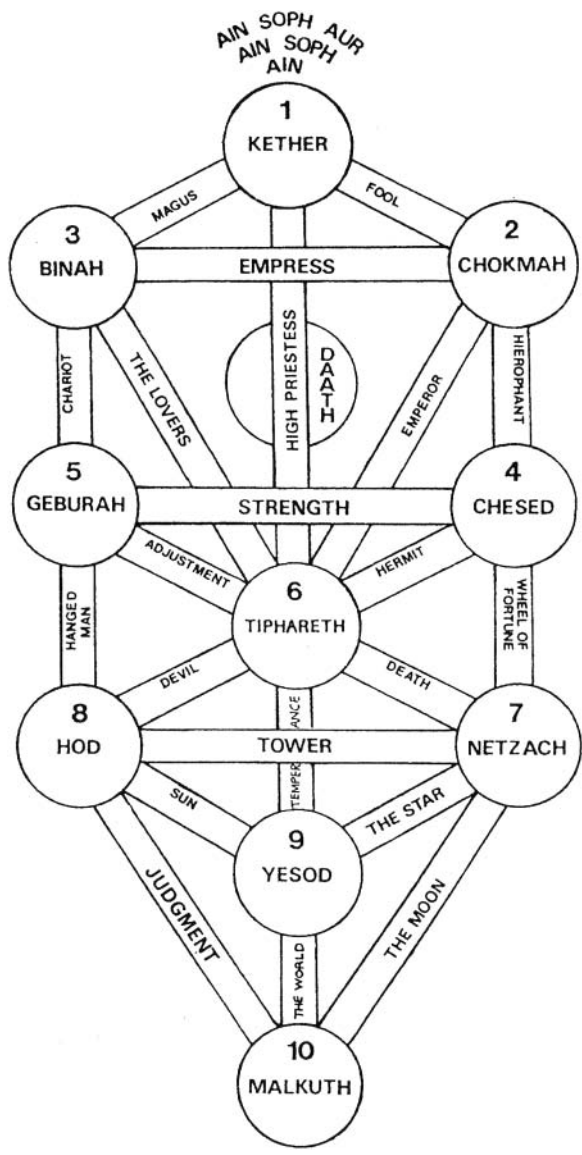 AIN SOPH AUR
AIN SOPH
AIN
1
KETHER
MAGUS
FOOL
3
BINAH
2
CHOKMAH
EMPRESS
CHARIOT
THE LOVERS
HIGH PRIESTESS
DAATH
EMPEROR
HIEROPHANT
5
GEBURAH
4
CHESED
STRENGTH
ADJUSTMENT
HERMIT
HANGED
MAN
6
TIPHARETH
WHEEL OF
FORTUNE
DEVIL
DEATH
8
HOD
7
NETZACH
TOWER
TEMPERANCE
SUN
THE STAR
9
YESOD
JUDGMENT
THE MOON
THE WORLD
10
MALKUTH